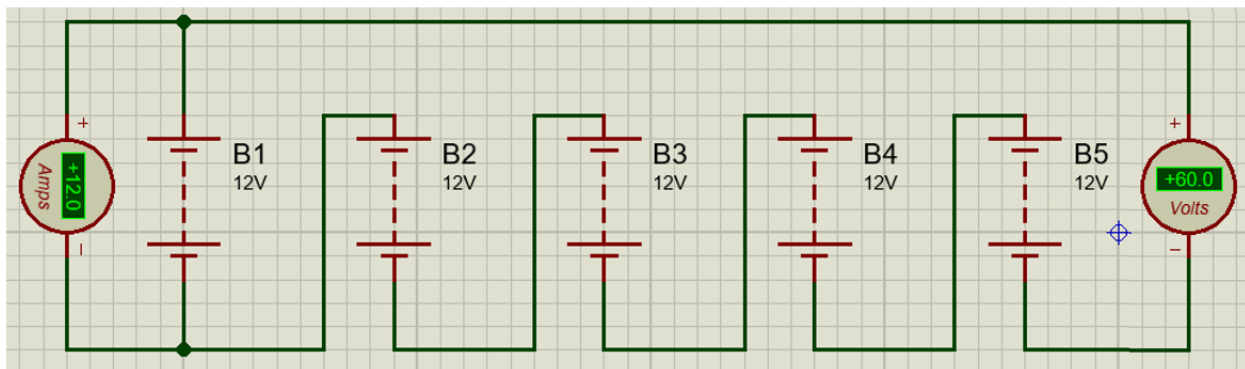 +
Amps
+12.0
–
B1
12V
B2
12V
B3
12V
B4
12V
B5
12V
+
+60.0
Volts
–